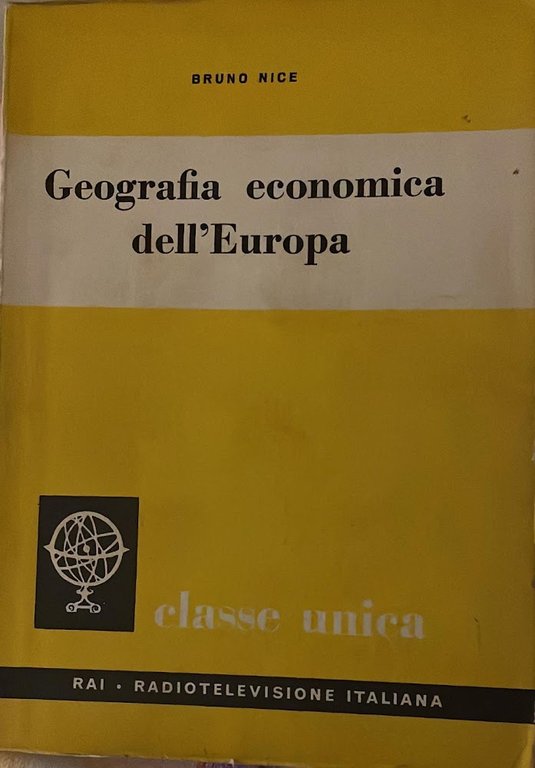 BRUNO NICE
Geografia economica
dell'Europa
classe unica
RAI • RADIOTELEVISIONE ITALIANA